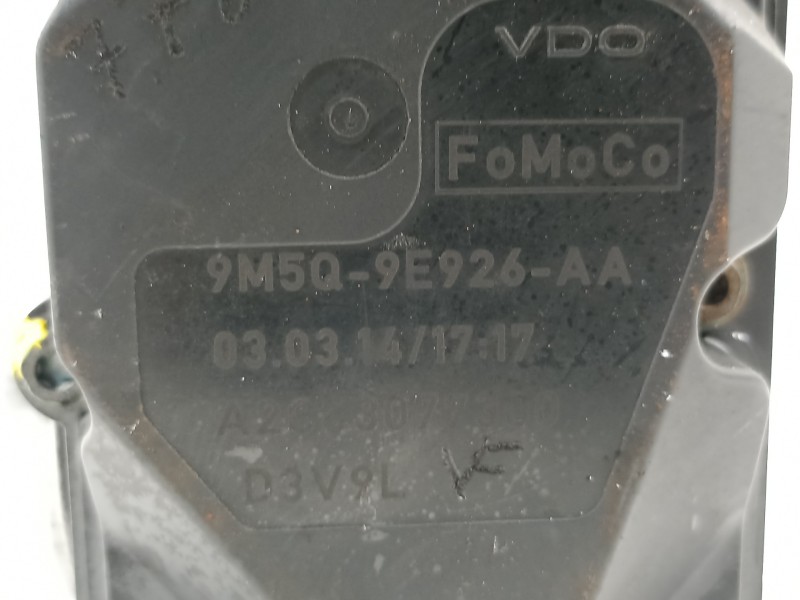 VDO
FoMoCo
9M5Q-9E926-AA
03.03.14/17:17
D3V9L